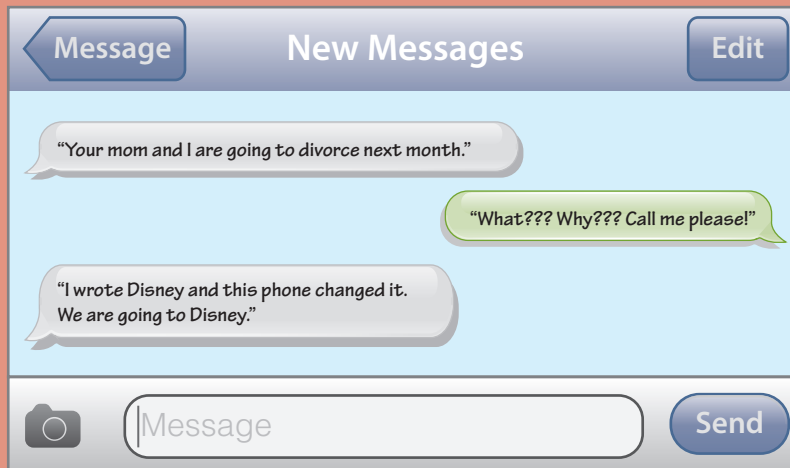 Message
New Messages
Edit
“Your mom and I are going to divorce next month.”
“What??? Why??? Call me please!”
“I wrote Disney and this phone changed it.
We are going to Disney.”
Message
Send